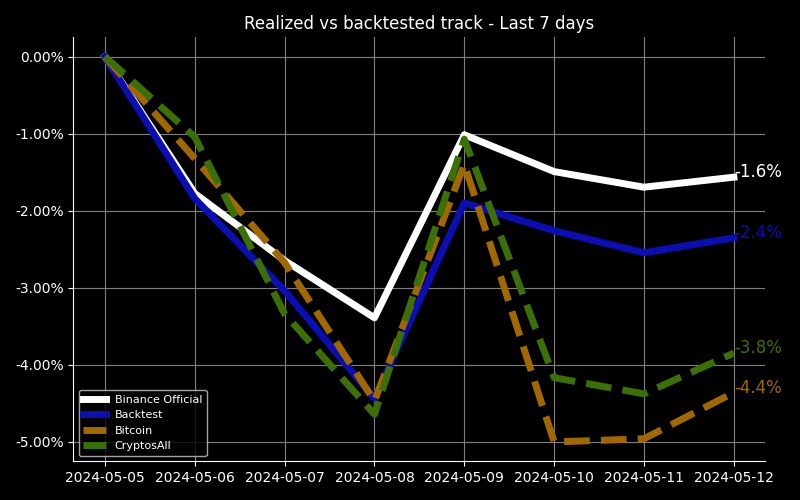 Realized vs backtested track - Last 7 days
0.00%
-1.00%
-2.00%
-3.00%
-4.00%
-5.00%
-1.6%
-2.4%
-3.8%
-4.4%
Binance Official
Backtest
Bitcoin
CryptosAll
2024-05-05 2024-05-06 2024-05-07 2024-05-08 2024-05-09 2024-05-10 2024-05-11 2024-05-12